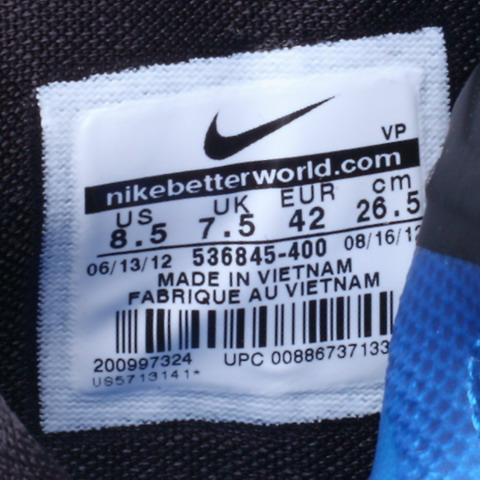 VP
nikebetterworld.com
US UK EUR cm
8.5 7.5 42 26.5
06/13/12 536845-400 08/16/12
MADE IN VIETNAM
FABRIQUE AU VIETNAM
200997324 UPC 00886737133
US5713141*